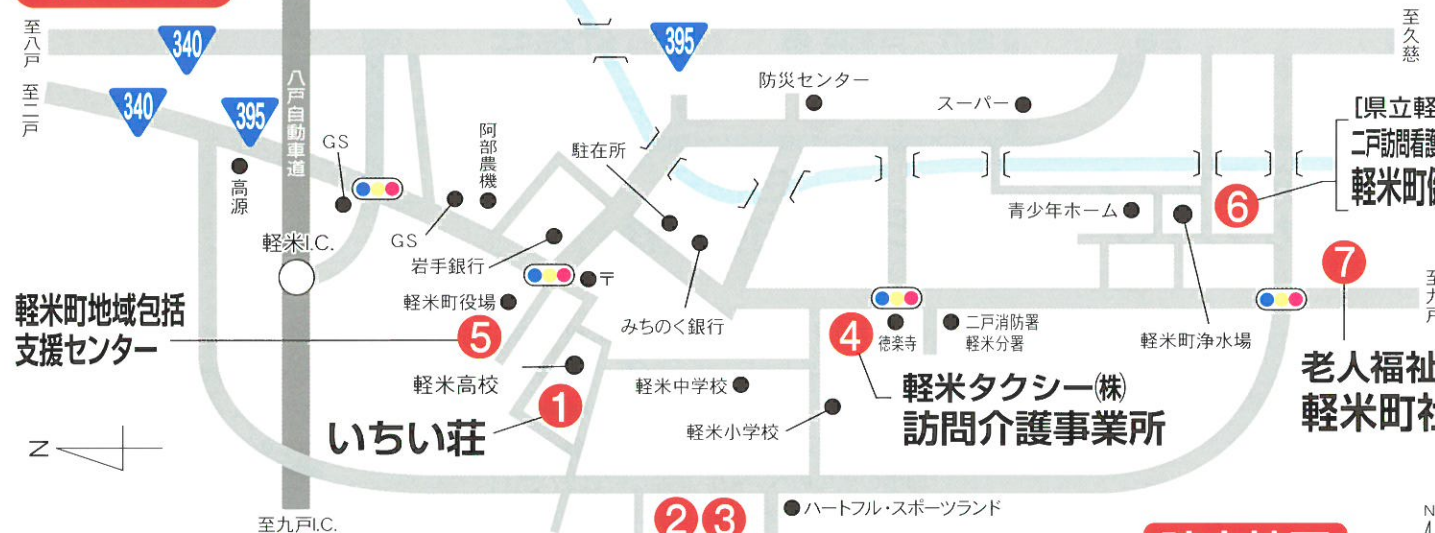 至八戸
340
395
至久慈
至二戸
340
395
八戸自動車道
防災センター
スーパー
[県立軽
二戸訪問看護
軽米町
GS
阿部農機
駐在所
高源
青少年ホーム
6
7
軽米I.C.
GS
岩手銀行
〒
軽米町役場
みちのく銀行
4
徳楽寺
二戸消防署
軽米分署
軽米町浄水場
至九戸
軽米町地域包括
支援センター
5
軽米高校
1
いちい荘
軽米中学校
軽米小学校
軽米タクシー㈱
訪問介護事業所
老人福祉
軽米町社
N
至九戸I.C.
2
3
ハートフル・スポーツランド
N